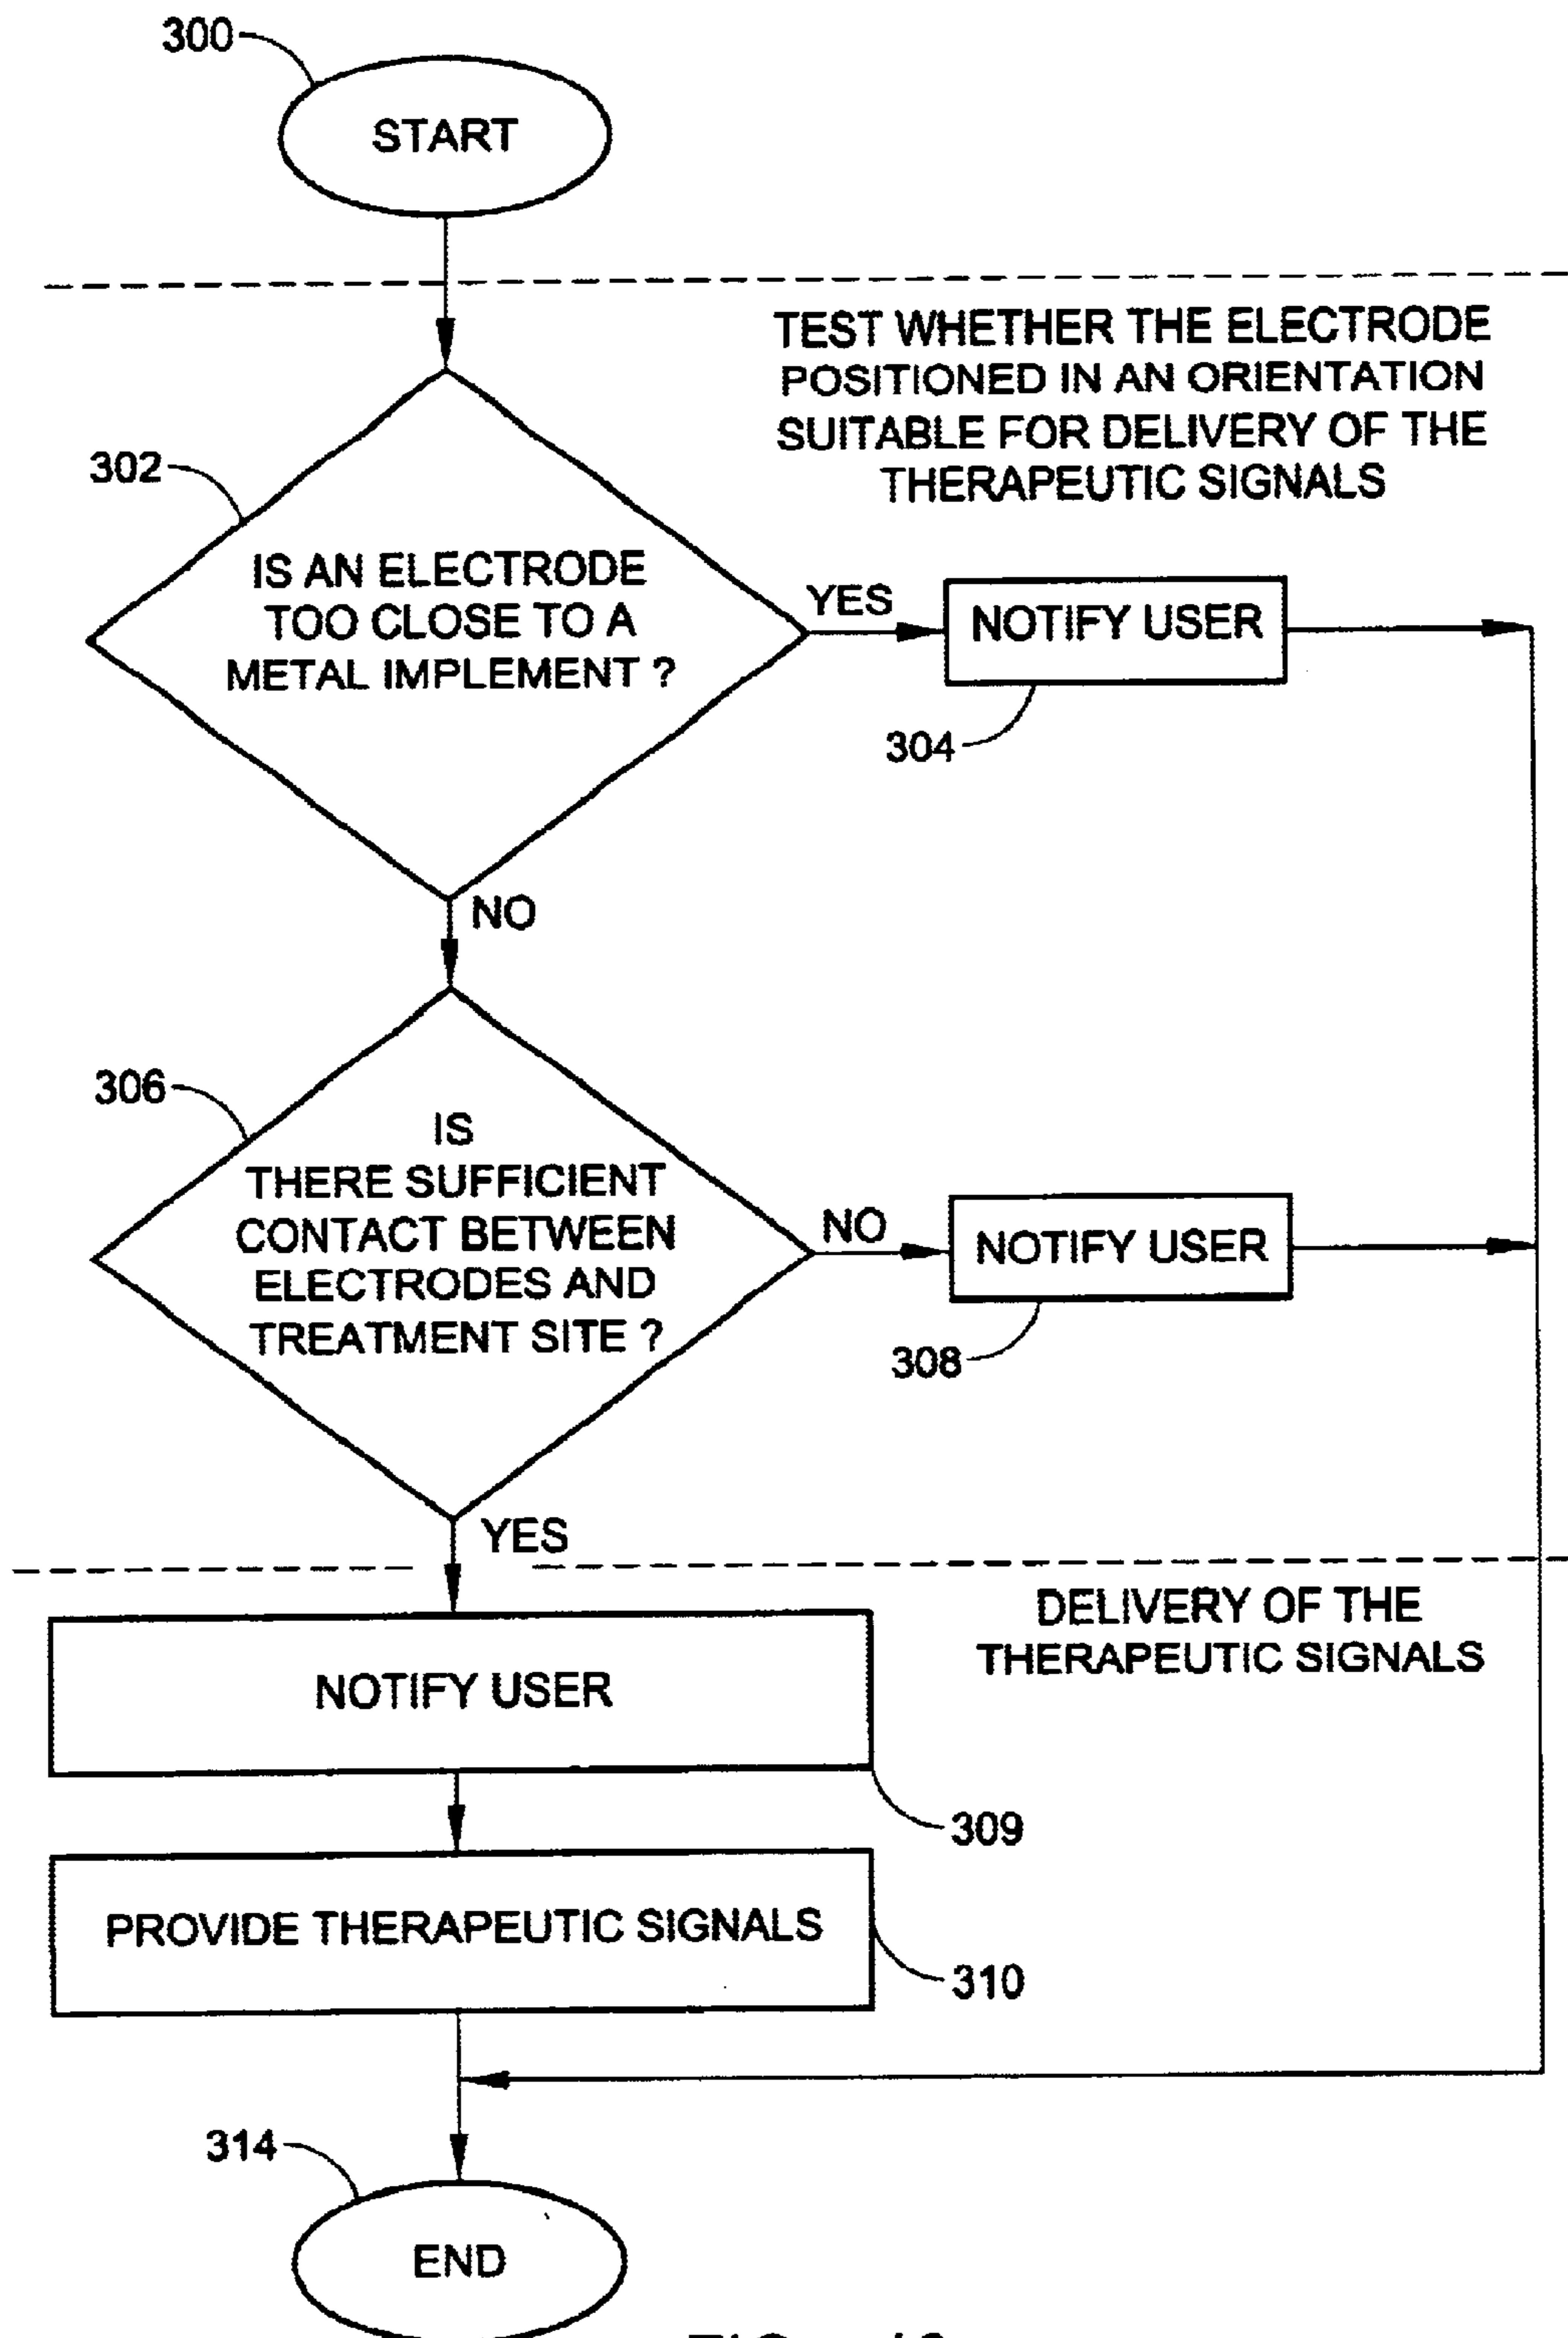 300
START
TEST WHETHER THE ELECTRODE
POSITIONED IN AN ORIENTATION
SUITABLE FOR DELIVERY OF THE
THERAPEUTIC SIGNALS
302
IS AN ELECTRODE
TOO CLOSE TO A
METAL IMPLEMENT ?
YES
NOTIFY USER
304
NO
306
IS
THERE SUFFICIENT
CONTACT BETWEEN
ELECTRODES AND
TREATMENT SITE ?
NO
NOTIFY USER
308
YES
DELIVERY OF THE
THERAPEUTIC SIGNALS
NOTIFY USER
309
PROVIDE THERAPEUTIC SIGNALS
310
314
END